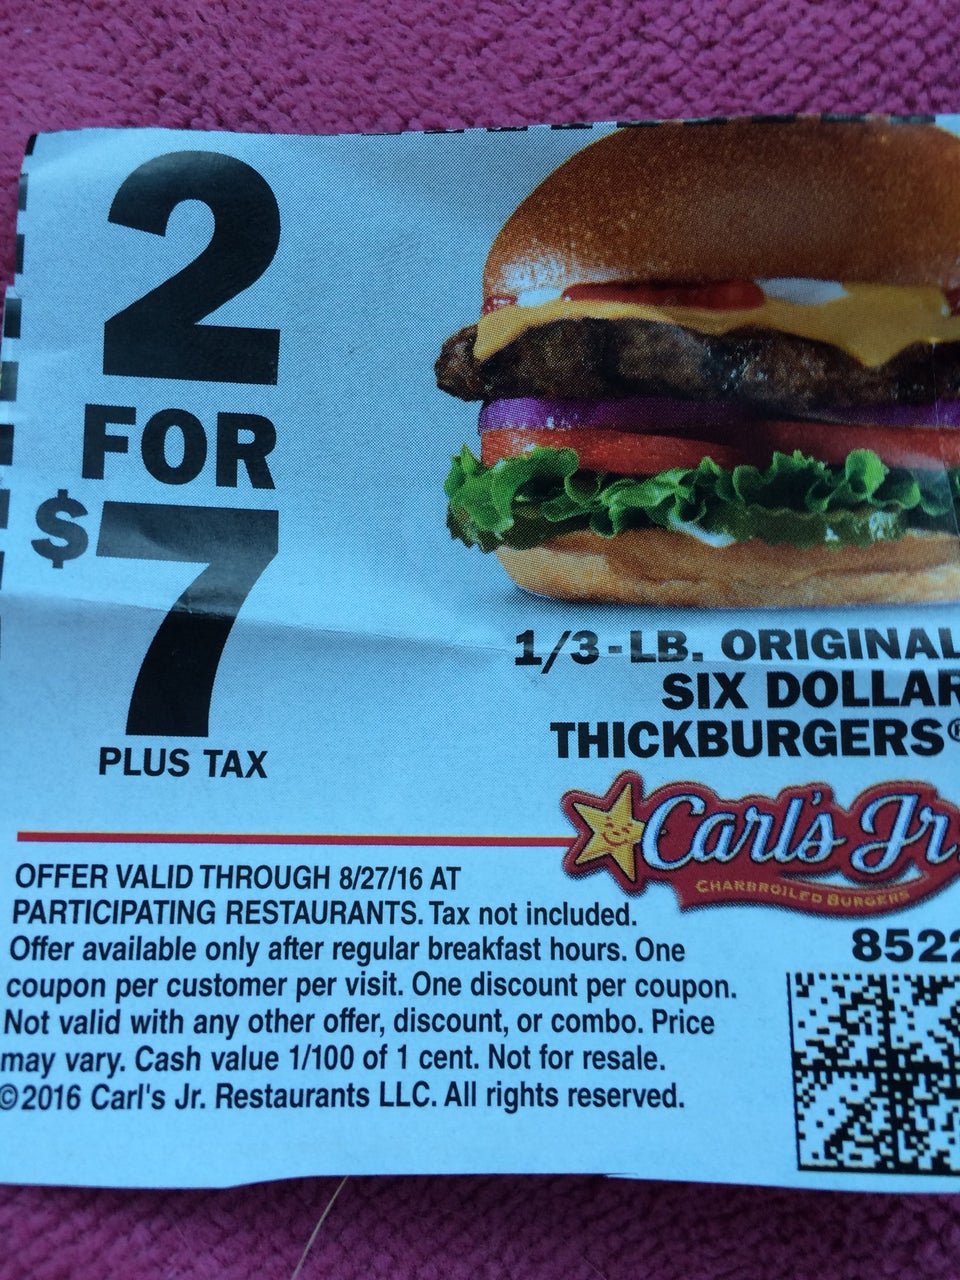 2
FOR
$7
PLUS TAX
1/3-LB. ORIGINAL
SIX DOLLAR
THICKBURGERS®
Carl's Jr.
CHARBROILED BURGERS
OFFER VALID THROUGH 8/27/16 AT
PARTICIPATING RESTAURANTS. Tax not included.
Offer available only after regular breakfast hours. One
coupon per customer per visit. One discount per coupon.
Not valid with any other offer, discount, or combo. Price
may vary. Cash value 1/100 of 1 cent. Not for resale.
©2016 Carl's Jr. Restaurants LLC. All rights reserved.
8522